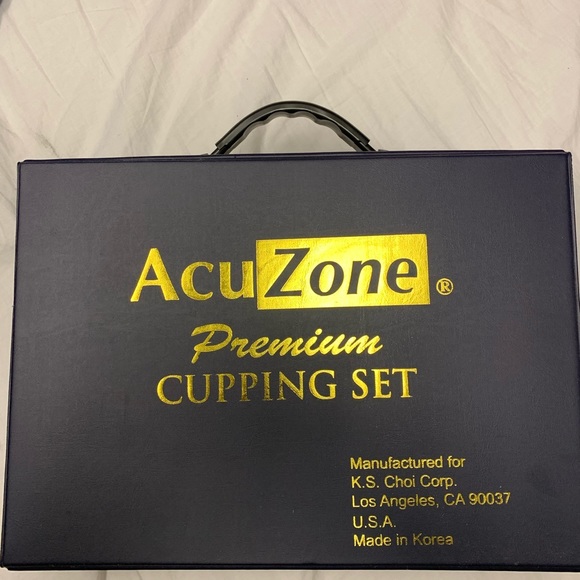 AcuZone®
Premium
CUPPING SET
Manufactured for
K.S. Choi Corp.
Los Angeles, CA 90037
U.S.A.
Made in Korea